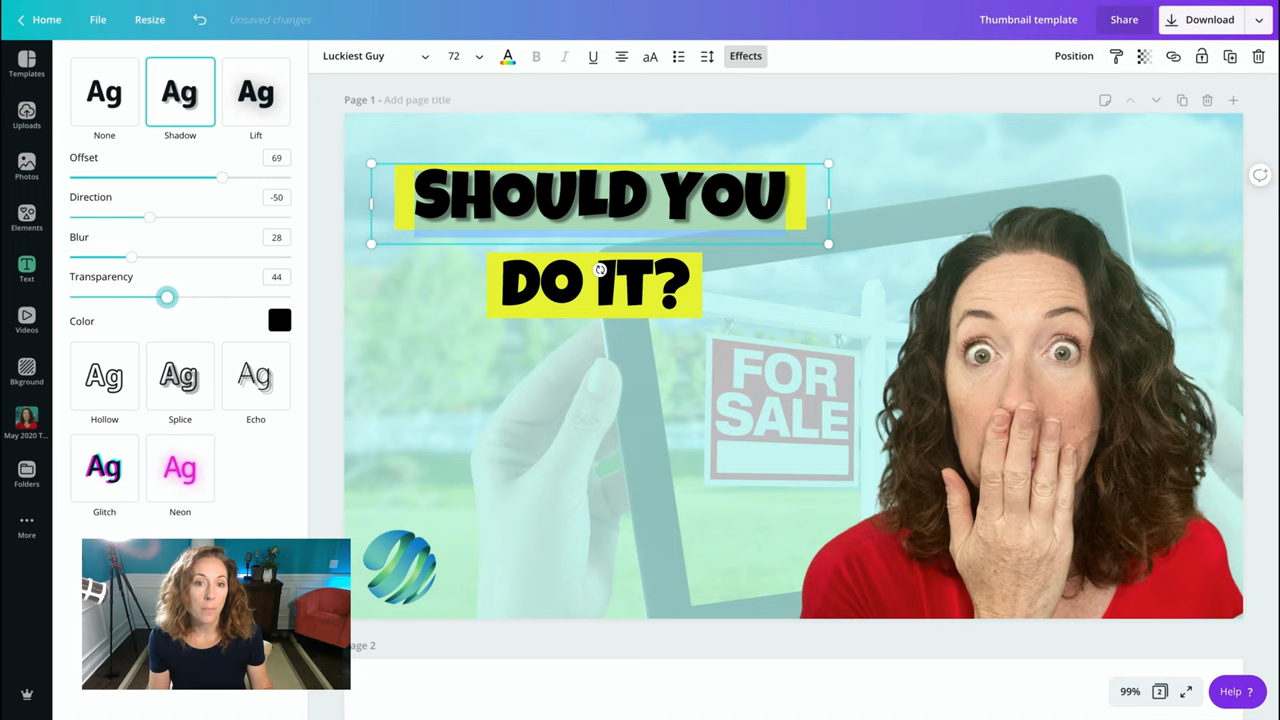 Home
File
Resize
Unsaved changes
Thumbnail template
Share
Download
Templates
Uploads
Photos
Elements
Text
Videos
Bkground
May 2020 T...
Folders
More
Ag
Ag
Ag
None
Shadow
Lift
Offset
69
Direction
-50
Blur
28
Transparency
44
Color
Ag
Ag
Ag
Hollow
Splice
Echo
Ag
Ag
Glitch
Neon
Luckiest Guy
72
A
B
I
U
aA
Effects
Position
Page 1 - Add page title
SHOULD YOU
DO IT?
FOR
SALE
age 2
99%
2
Help ?